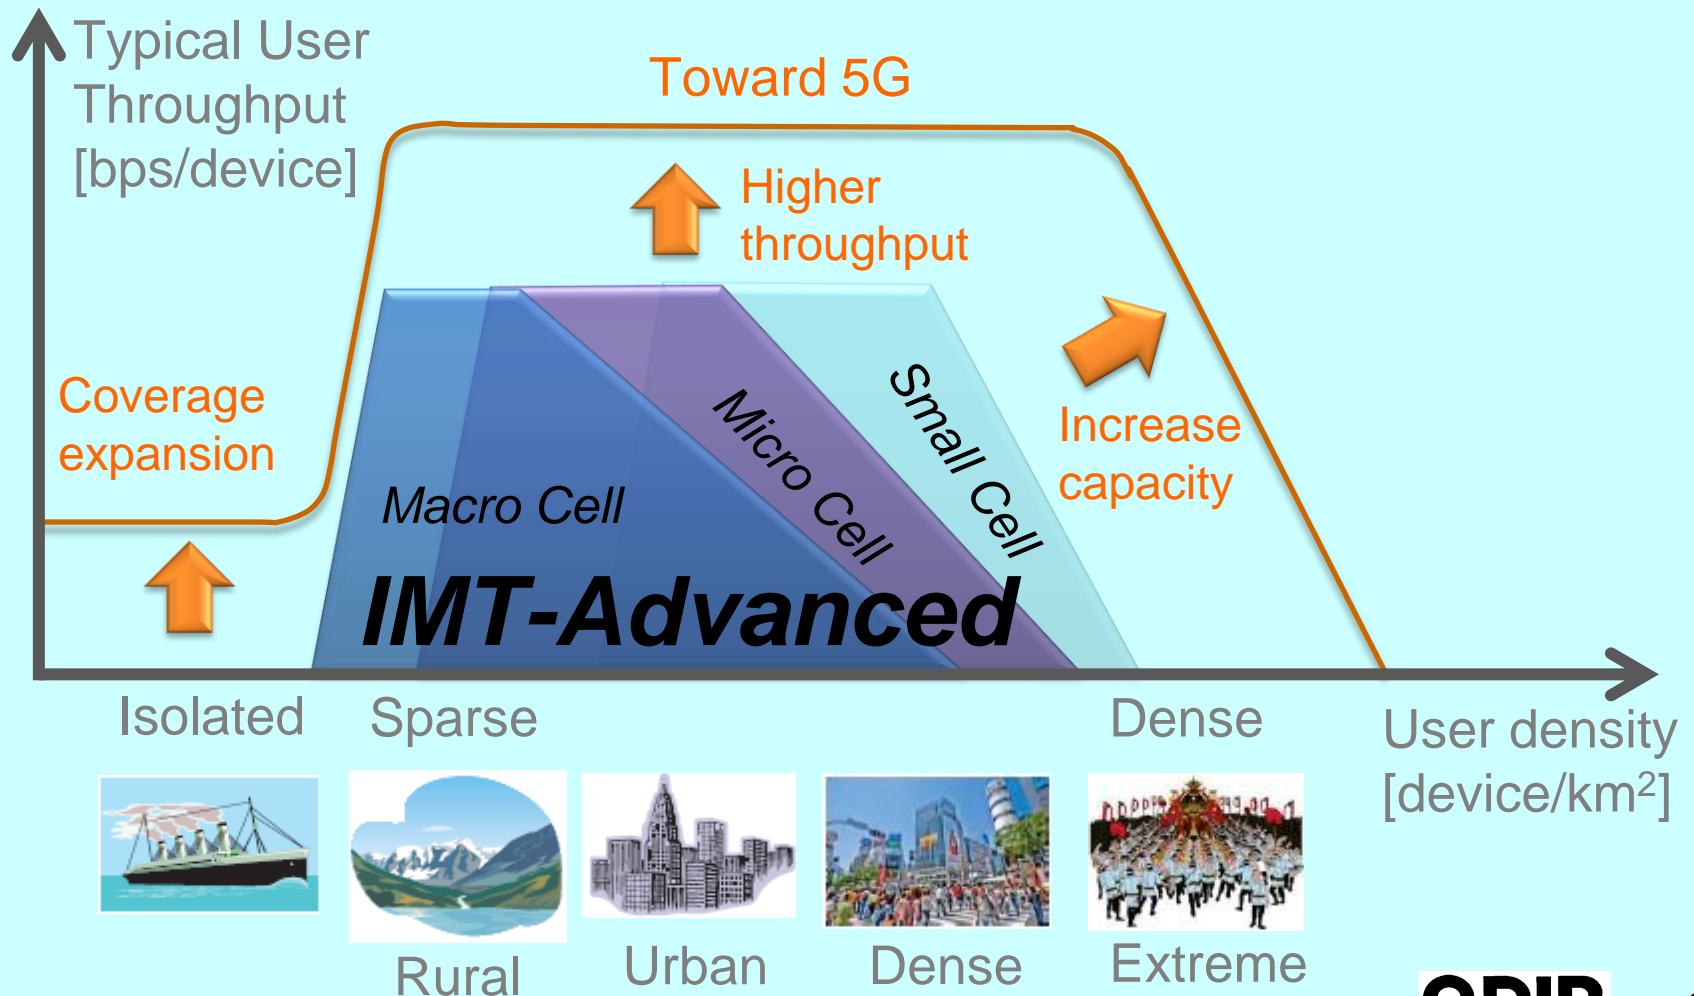 Typical User
Throughput
[bps/device]
Toward 5G
Higher
throughput
Coverage
expansion
Increase
capacity
Macro Cell
Micro Cell
Small Cell
IMT-Advanced
Isolated
Sparse
Dense
User density
[device/km²]
Rural
Urban
Dense
Extreme